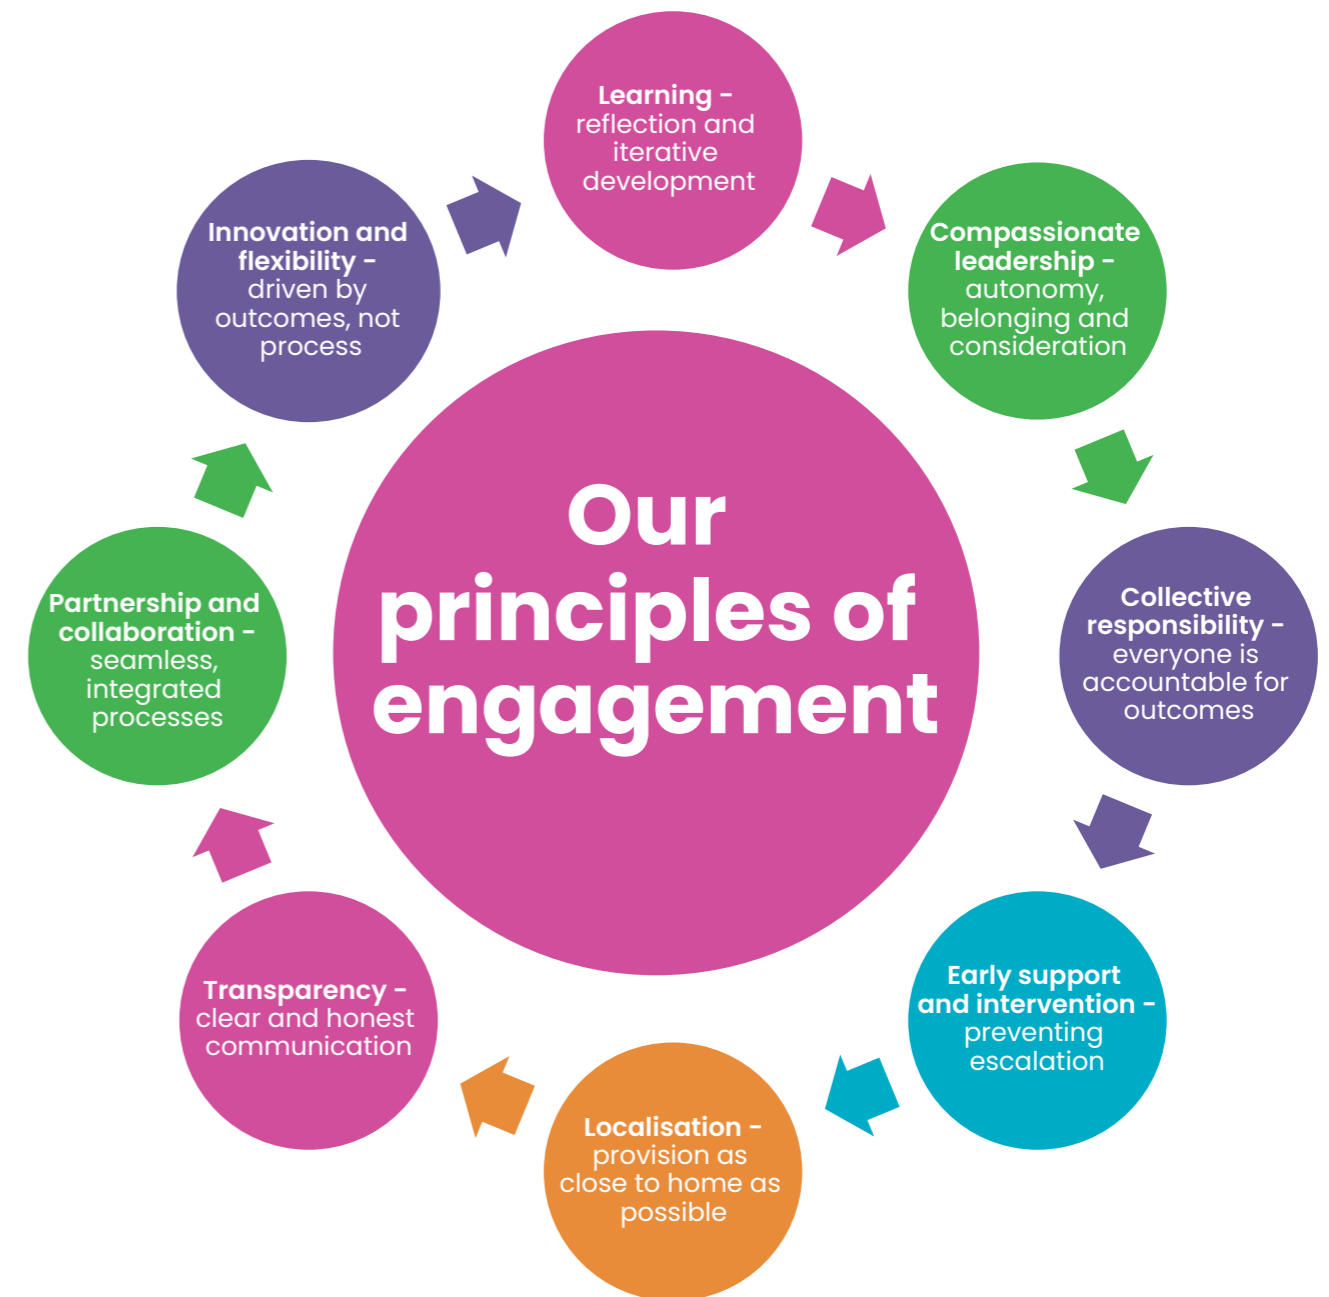 Our
principles of
engagement
Learning -
reflection and
iterative
development
Compassionate
leadership -
autonomy,
belonging and
consideration
Collective
responsibility -
everyone is
accountable for
outcomes
Early support
and intervention -
preventing
escalation
Localisation -
provision as
close to home as
possible
Transparency -
clear and honest
communication
Partnership and
collaboration -
seamless,
integrated
processes
Innovation and
flexibility -
driven by
outcomes, not
process